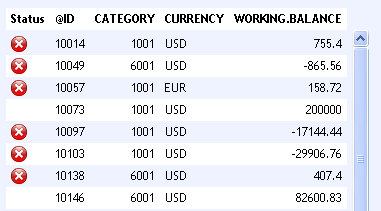 Status @ID CATEGORY CURRENCY WORKING.BALANCE
10014 1001 USD 755.4
10049 6001 USD -865.56
10057 1001 EUR 158.72
10073 1001 USD 200000
10097 1001 USD -17144.44
10103 1001 USD -29906.76
10138 6001 USD 407.4
10146 6001 USD 82600.83